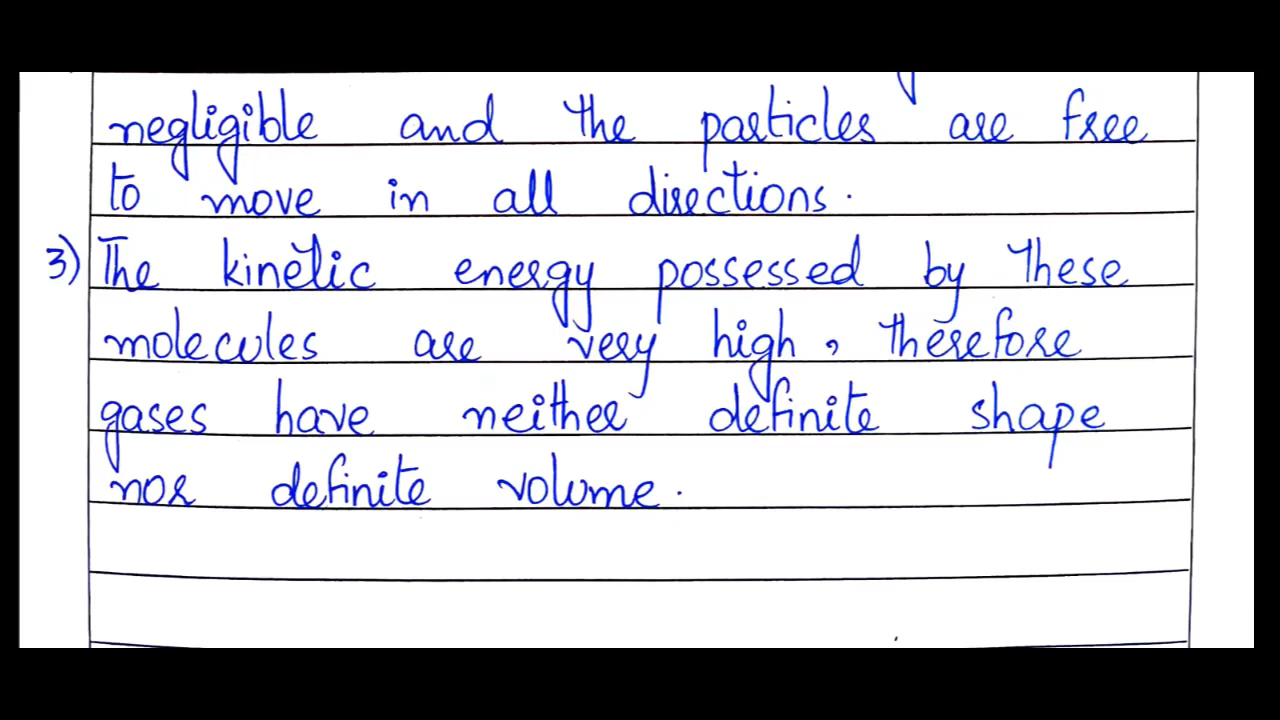 negligible and the particles are free
to move in all directions.
3) The kinetic energy possessed by these
molecules are very high, therefore
gases have neither definite shape
nor definite volume.